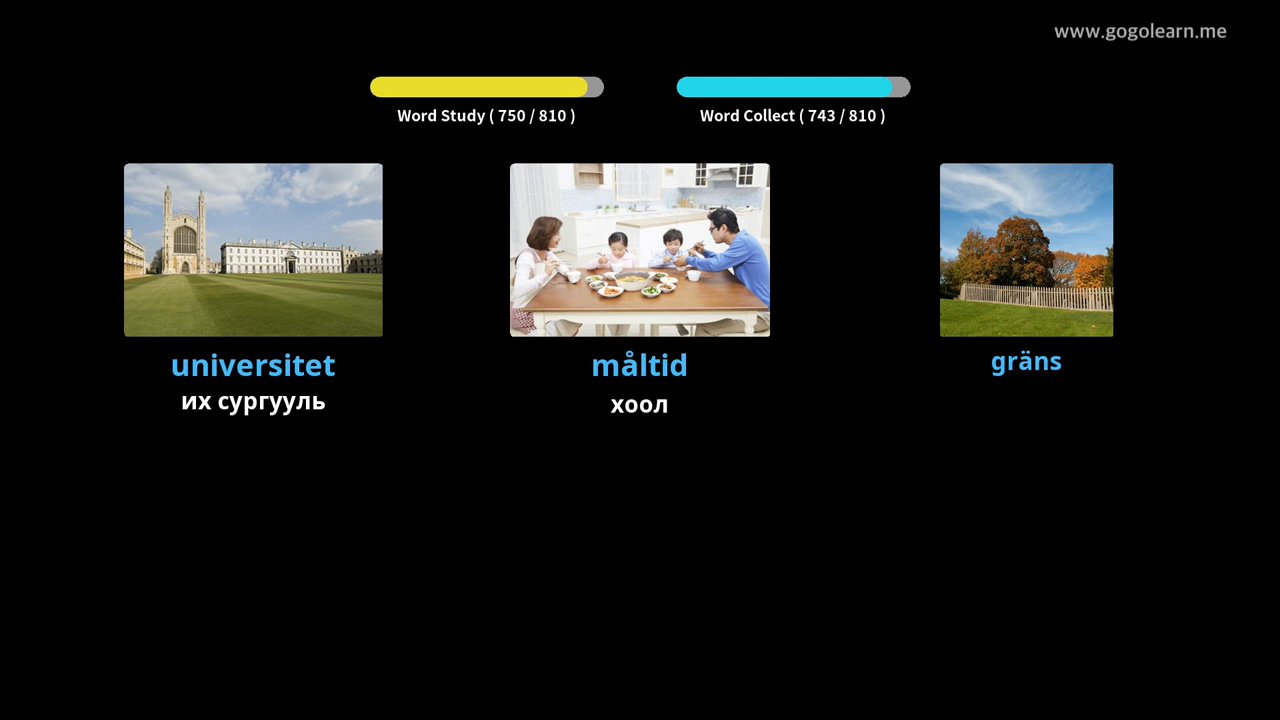 www.gogolearn.me
Word Study ( 750 / 810 )
Word Collect ( 743 / 810 )
universitet
их сургууль
måltid
хоол
gräns